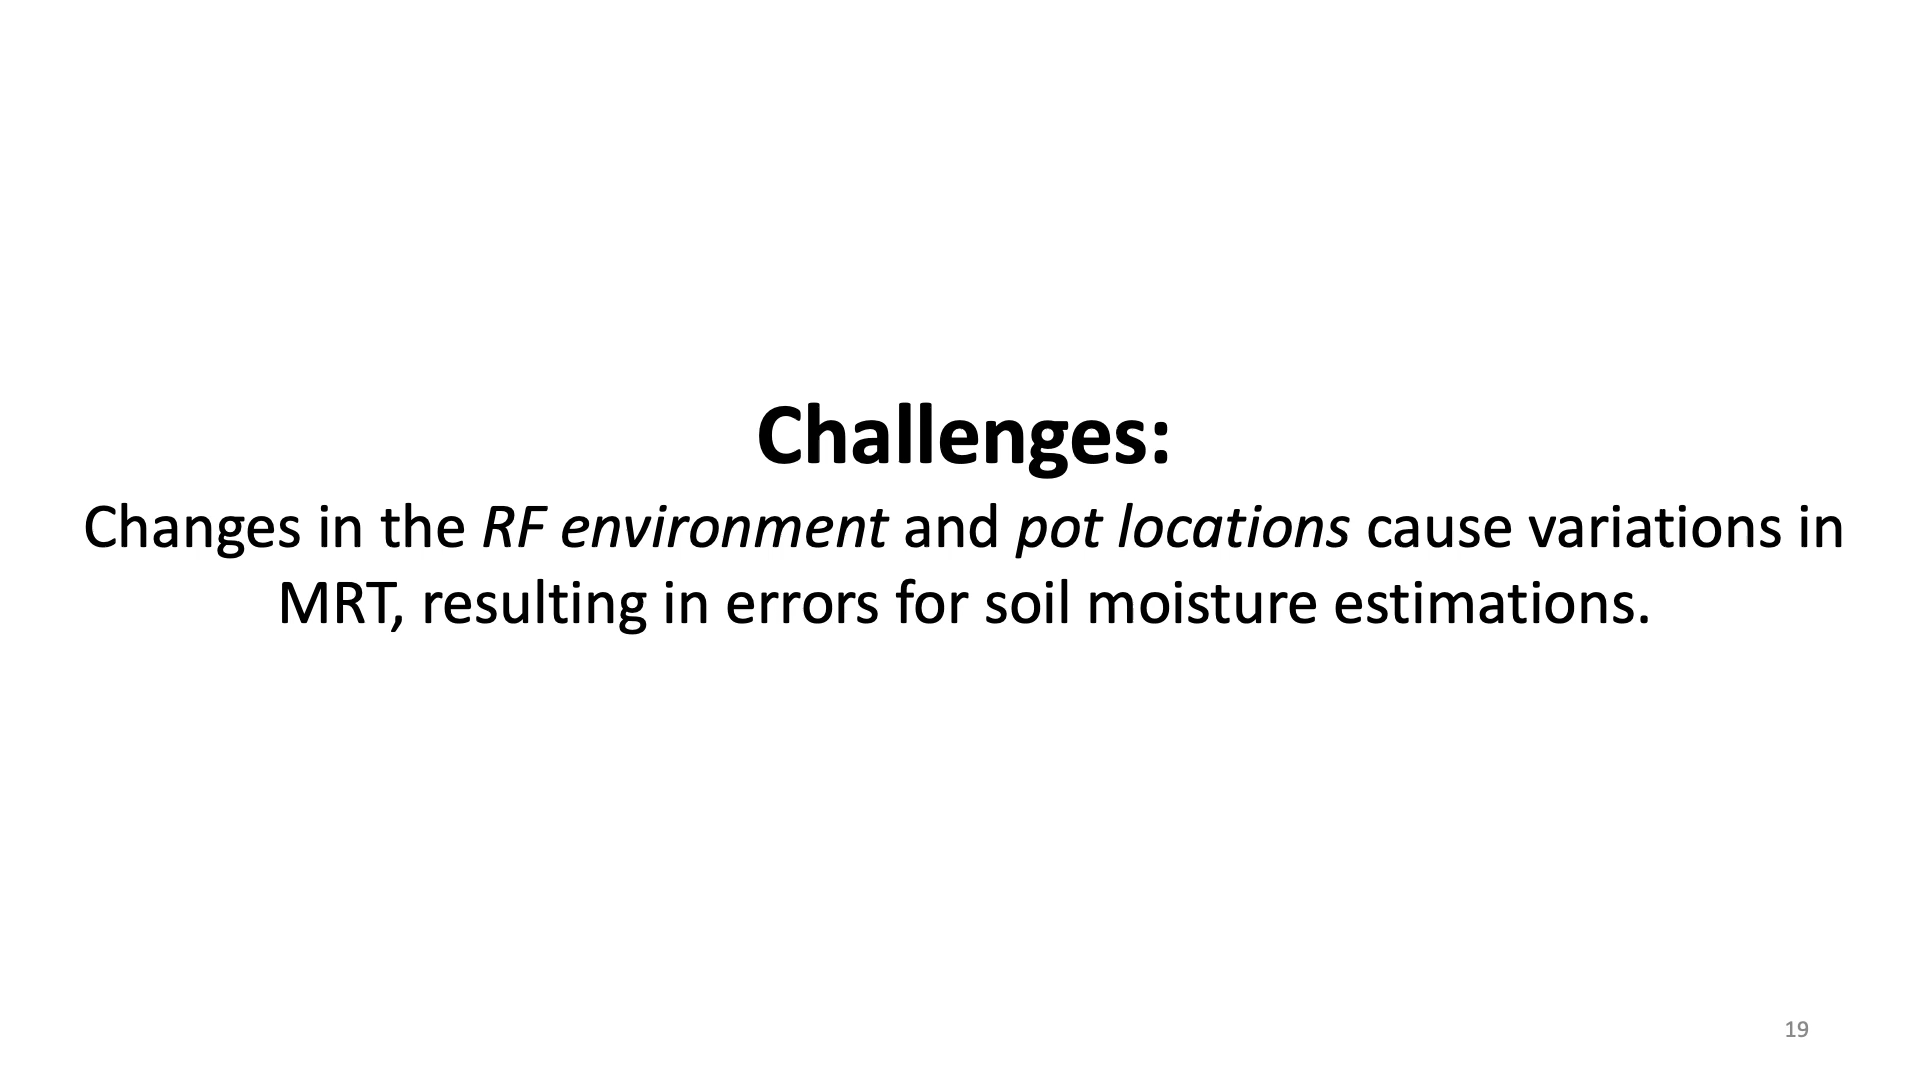 Challenges:
Changes in the RF environment and pot locations cause variations in
MRT, resulting in errors for soil moisture estimations.
19